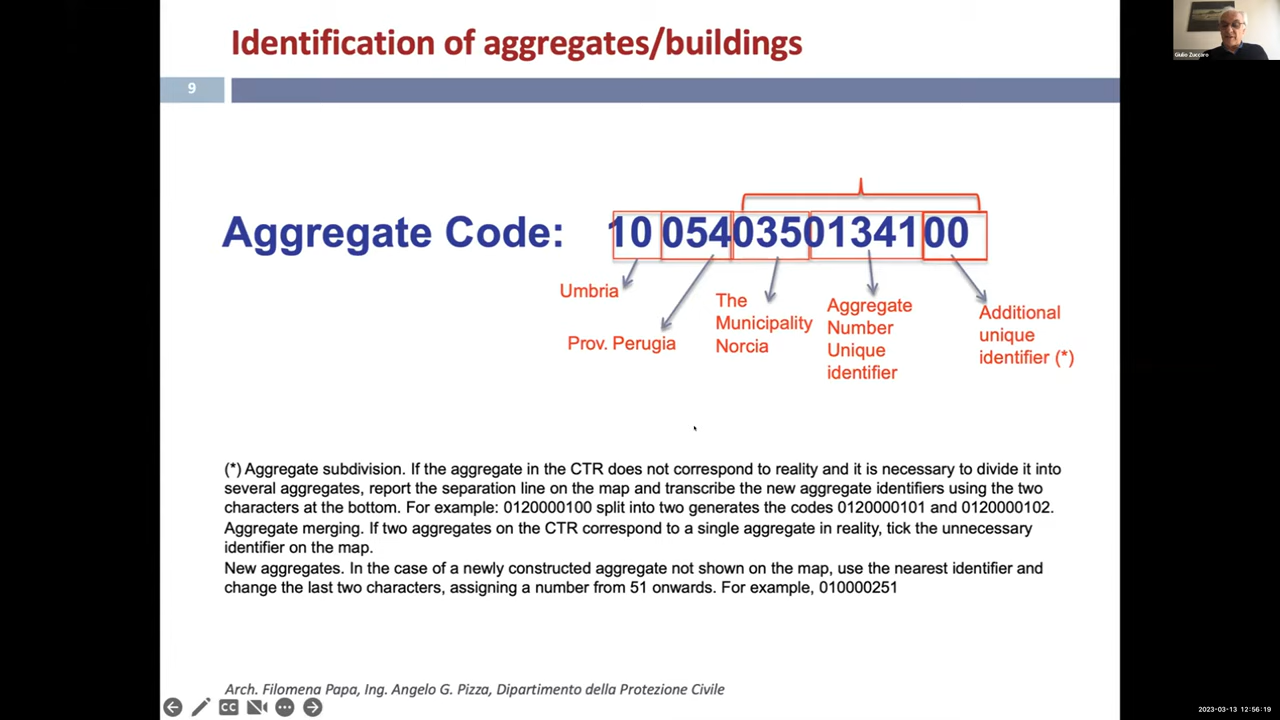 Identification of aggregates/buildings
Giulio Zuccaro
9
Aggregate Code: 10 054035013 4100
Umbria
Prov. Perugia
The
Municipality
Norcia
Aggregate
Number
Unique
identifier
Additional
unique
identifier (*)
(*) Aggregate subdivision. If the aggregate in the CTR does not correspond to reality and it is necessary to divide it into
several aggregates, report the separation line on the map and transcribe the new aggregate identifiers using the two
characters at the bottom. For example: 0120000100 split into two generates the codes 0120000101 and 0120000102.
Aggregate merging. If two aggregates on the CTR correspond to a single aggregate in reality, tick the unnecessary
identifier on the map.
New aggregates. In the case of a newly constructed aggregate not shown on the map, use the nearest identifier and
change the last two characters, assigning a number from 51 onwards. For example, 010000251
Arch. Filomena Papa, Ing. Angelo G. Pizza, Dipartimento della Protezione Civile
CC
2023-03-13 12:56:19